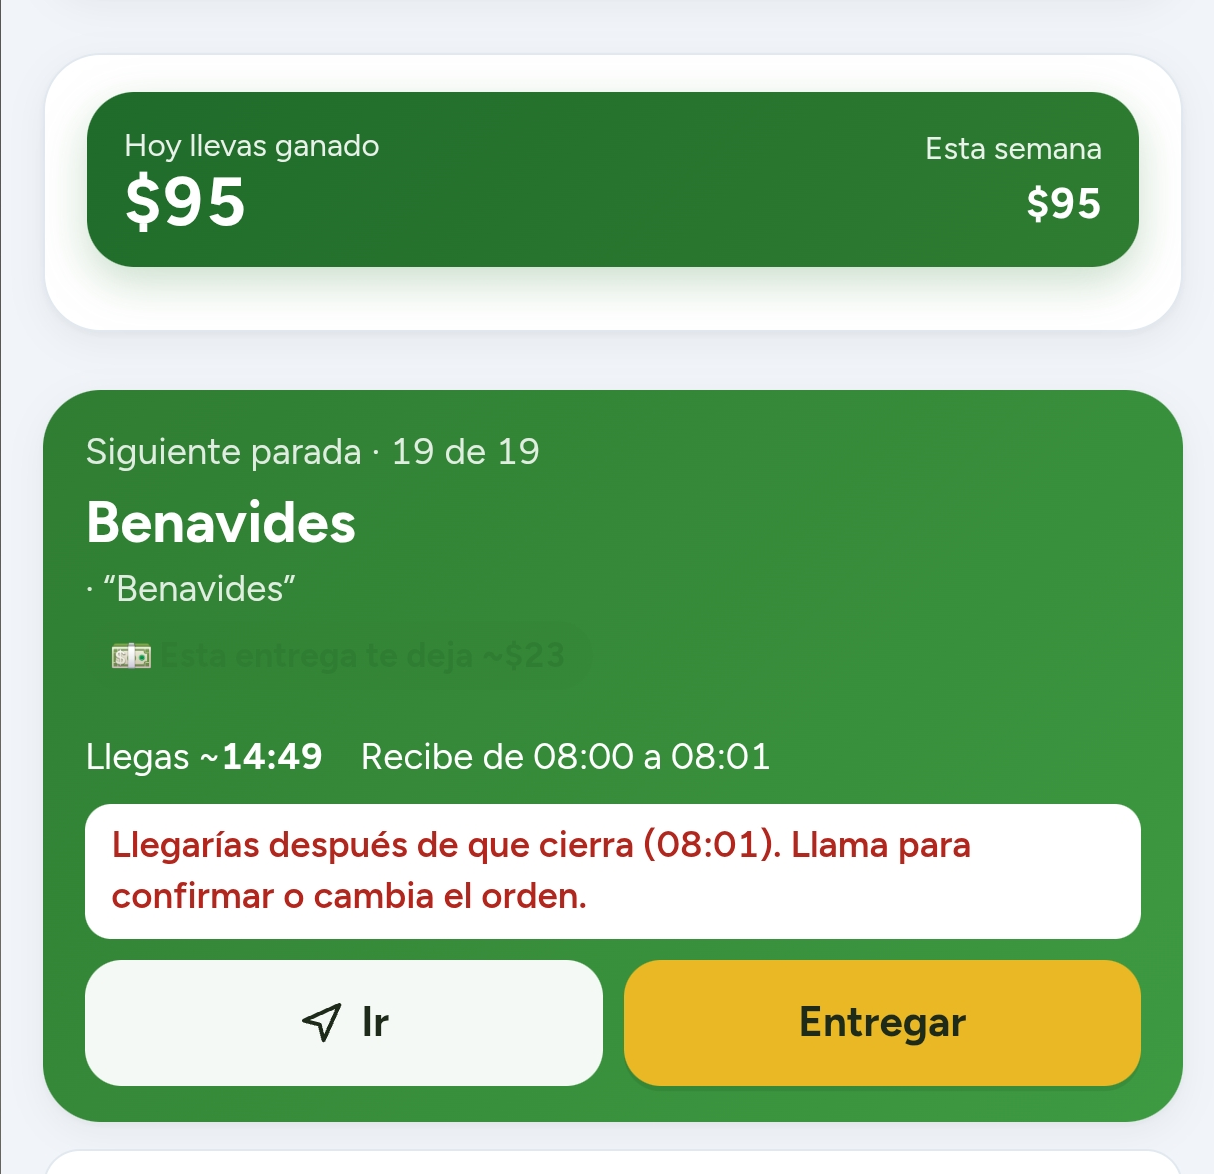 Hoy llevas ganado
$95
Esta semana
$95
Siguiente parada · 19 de 19
Benavides
· “Benavides”
Esta entrega te deja ~$23
Llegas ~14:49 Recibe de 08:00 a 08:01
Llegarías después de que cierra (08:01). Llama para
confirmar o cambia el orden.
Ir
Entregar